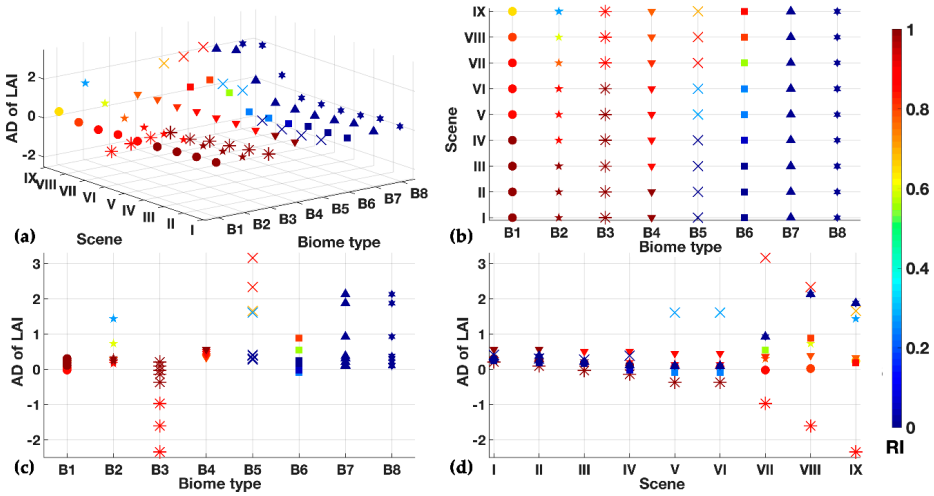 AD of LAI
2
0
-2
IX
VIII
VII
VI
V
IV
III
II
I
B1
B2
B3
B4
B5
B6
B7
B8
Scene
Biome type
(a)
IX
VIII
VII
VI
V
IV
III
II
I
Scene
B1 B2 B3 B4 B5 B6 B7 B8
Biome type
(b)
3
2
1
0
-1
-2
AD of LAI
B1 B2 B3 B4 B5 B6 B7 B8
Biome type
(c)
3
2
1
0
-1
-2
AD of LAI
I II III IV V VI VII VIII IX
Scene
(d)
1
0.8
0.6
0.4
0.2
0
RI